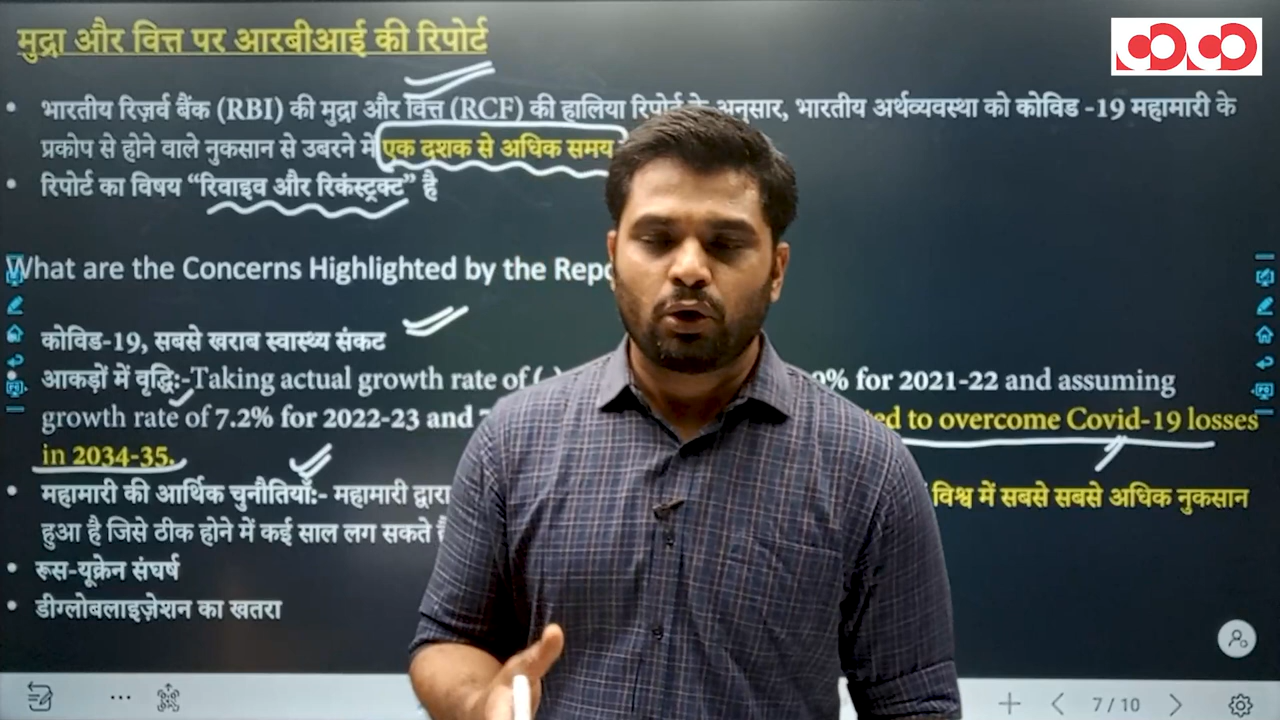 मुद्रा और वित्त पर आरबीआई की रिपोर्ट
• भारतीय रिज़र्व बैंक (RBI) की मुद्रा और वित्त (RCF) की हालिया रिपोर्ट के अनुसार, भारतीय अर्थव्यवस्था को कोविड -19 महामारी के
प्रकोप से होने वाले नुकसान से उबरने में एक दशक से अधिक समय
• रिपोर्ट का विषय “रिवाइव और रिकंस्ट्रक्ट” है
What are the Concerns Highlighted by the
कोविड-19, सबसे खराब स्वास्थ्य संकट
• आकड़ों में वृद्धि:-Taking actual growth rate of for 2021-22 and assuming
growth rate of 7.2% for 2022-23 and to overcome Covid-19 losses
in 2034-35.
• महामारी की आर्थिक चुनौतियाँ:- महामारी द्वारा विश्व में सबसे सबसे अधिक नुकसान
हुआ है जिसे ठीक होने में कई साल लग सकते
• रूस-यूक्रेन संघर्ष
• डीग्लोबलाइज़ेशन का खतरा
7/10